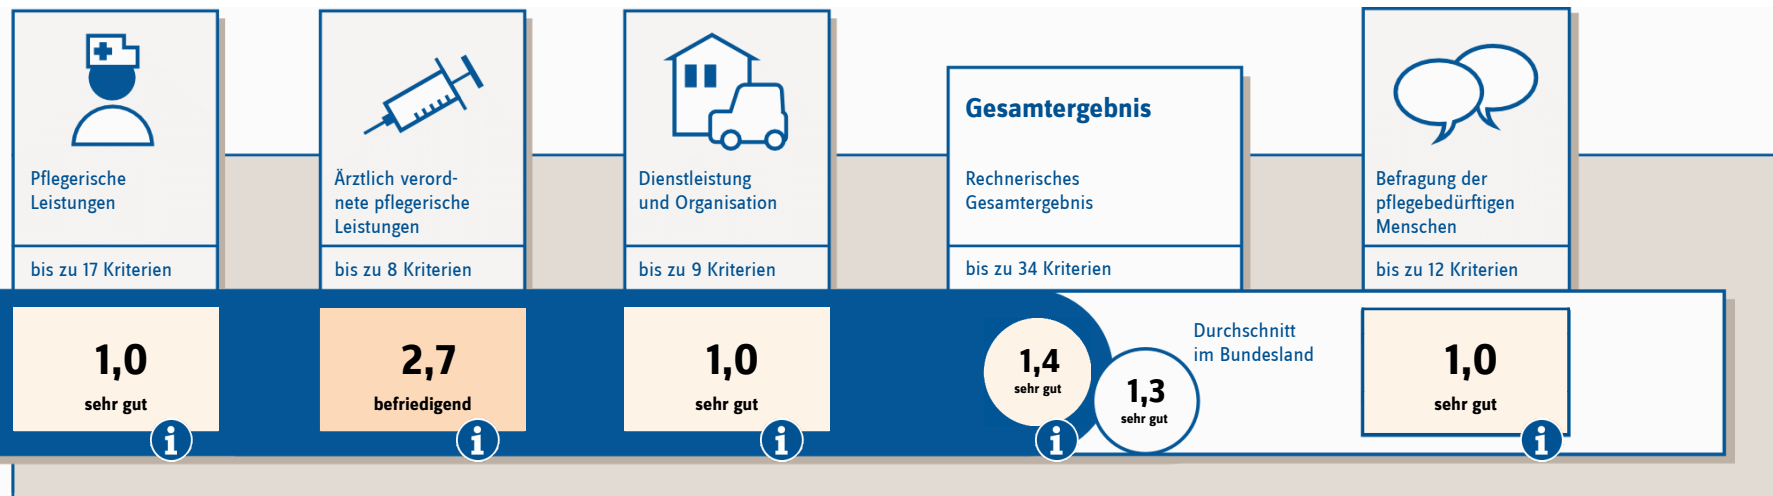 Pflegerische
Leistungen
bis zu 17 Kriterien
1,0
sehr gut
i
Ärztlich verord-
nete pflegerische
Leistungen
bis zu 8 Kriterien
2,7
befriedigend
i
Dienstleistung
und Organisation
bis zu 9 Kriterien
1,0
sehr gut
i
Gesamtergebnis
Rechnerisches
Gesamtergebnis
bis zu 34 Kriterien
1,4
sehr gut
i
Durchschnitt
im Bundesland
1,3
sehr gut
Befragung der
pflegebedürftigen
Menschen
bis zu 12 Kriterien
1,0
sehr gut
i